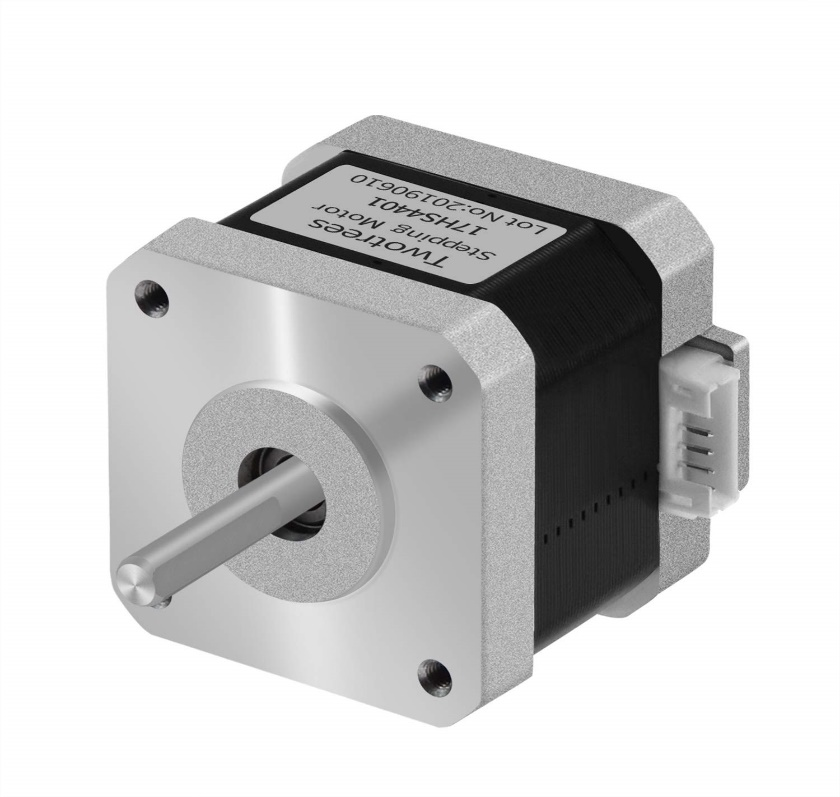 Twotrees
Stepping Motor
17HS4401
Lot No:20190610